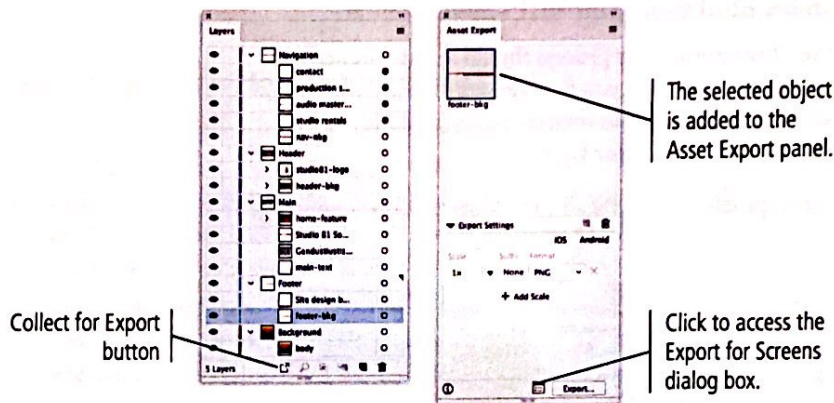 Layers
Navigation
contact
production s...
audio master...
studio rentals
nav-bkg
Header
studio81-logo
header-bkg
Main
home-feature
Studio 81 So...
main-text
Footer
Site design b...
footer-bkg
Background
body
5 Layers
Collect for Export
button
Asset Export
footer-bkg
The selected object
is added to the
Asset Export panel.
Export Settings
iOS Android
Scale Suffix Format
1x None PNG
+ Add Scale
Export...
Click to access the
Export for Screens
dialog box.